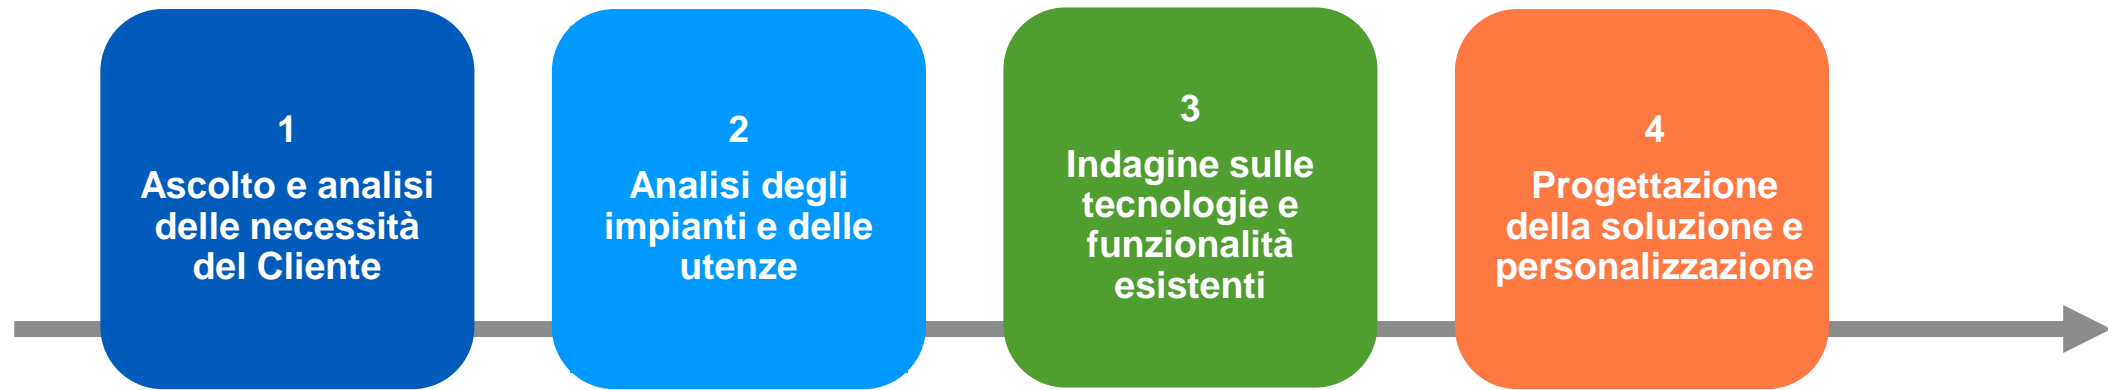 1
Ascolto e analisi
delle necessità
del Cliente
2
Analisi degli
impianti e delle
utenze
3
Indagine sulle
tecnologie e
funzionalità
esistenti
4
Progettazione
della soluzione e
personalizzazione